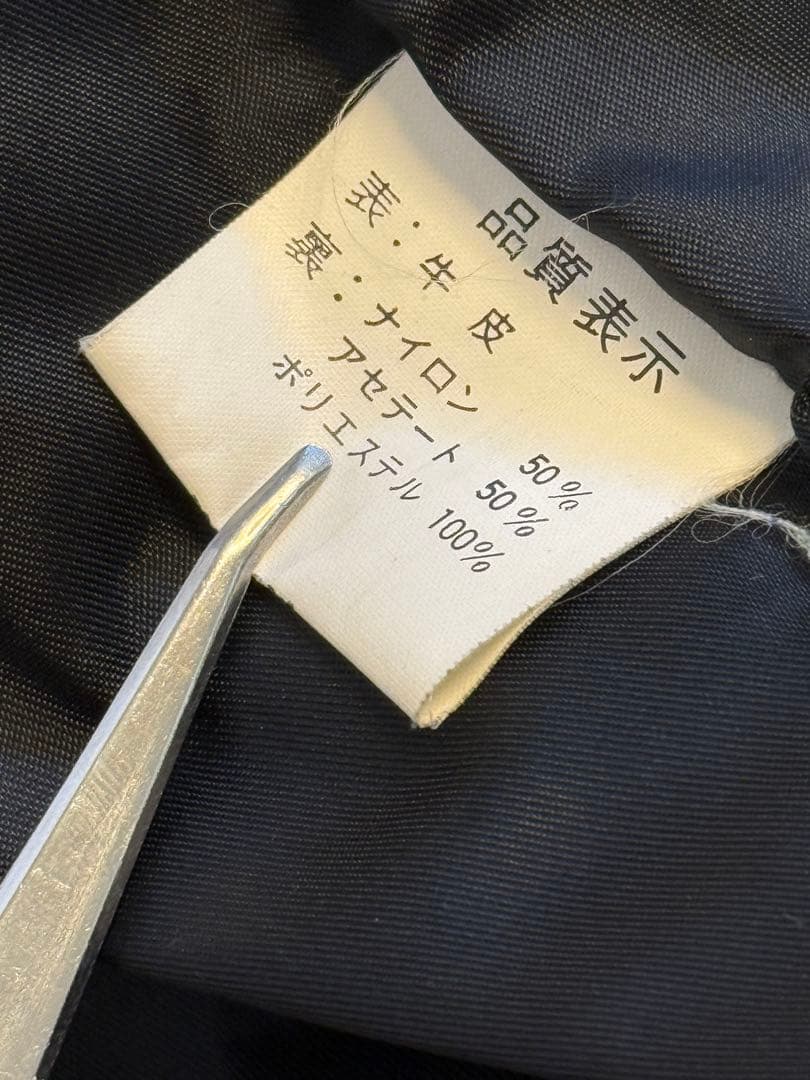 品質表示
表:牛皮
裏:ナイロン 50%
アセテート 50%
ポリエステル 100%